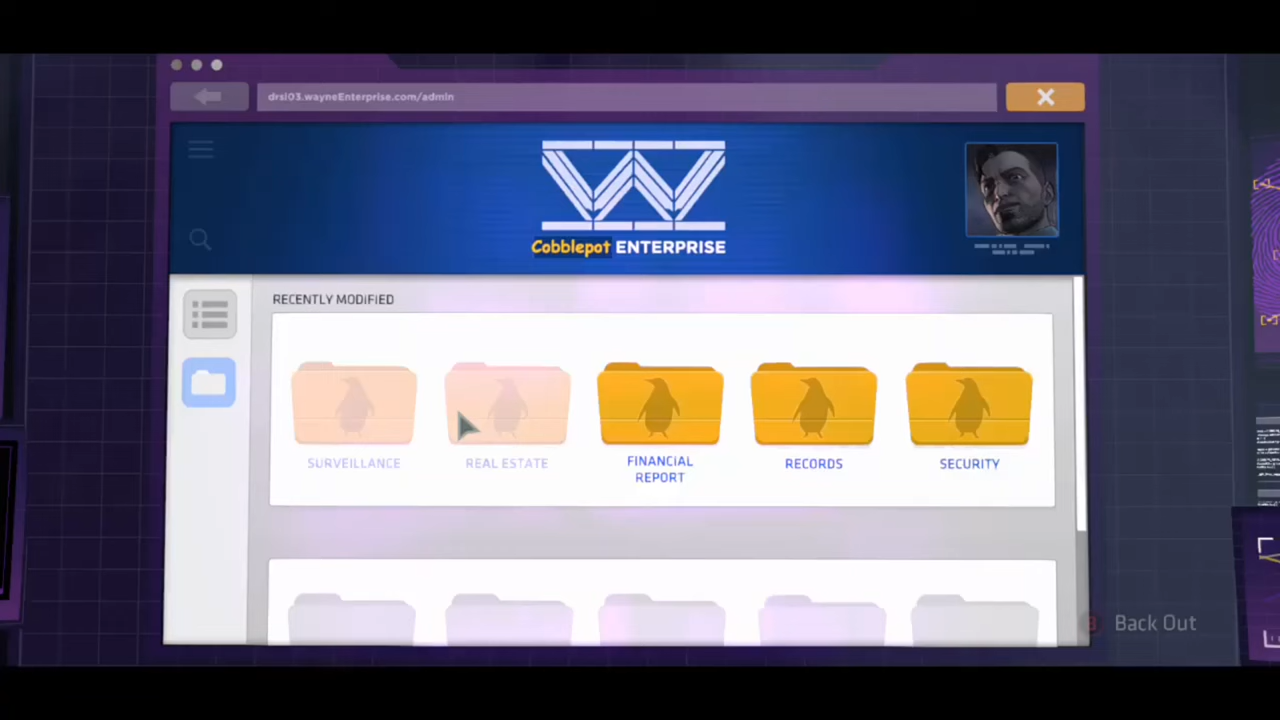 drsl03.wayneEnterprise.com/admin
Cobblepot ENTERPRISE
RECENTLY MODIFIED
SURVEILLANCE
REAL ESTATE
FINANCIAL
REPORT
RECORDS
SECURITY
Back Out